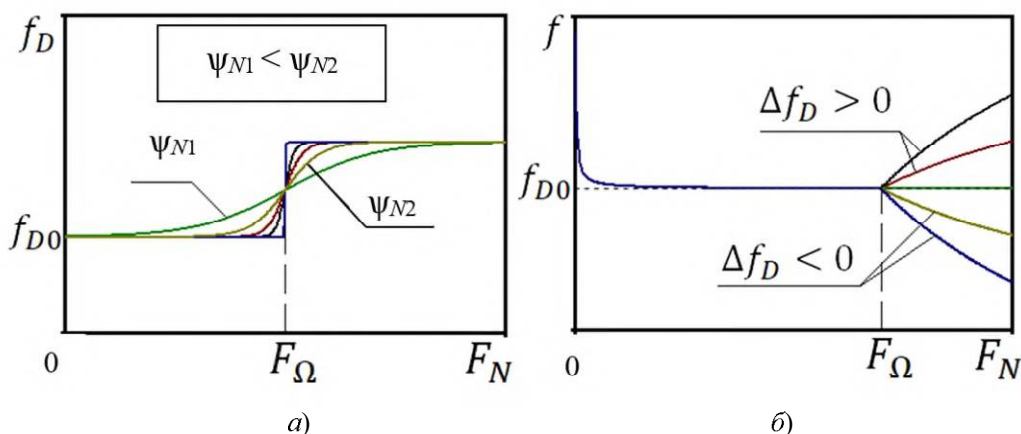 f_D
ψ_N1 < ψ_N2
ψ_N1
ψ_N2
f_D0
0
F_Ω
F_N
а)
f
Δf_D > 0
f_D0
Δf_D < 0
0
F_Ω
F_N
б)